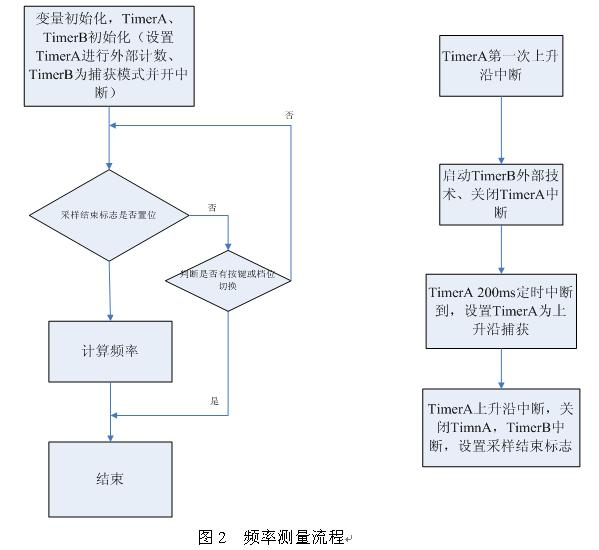 变量初始化，TimerA、
TimerB初始化（设置
TimerA进行外部计数、
TimerB为捕获模式并开中
断）
否
采样结束标志是否置位
否
判断是否有按键或档位
切换
计算频率
是
结束
TimerA第一次上升
沿中断
启动TimerB外部技
术、关闭TimerA中
断
TimerA 200ms定时中断
到，设置TimerA为上
升沿捕获
TimerA上升沿中断，关
闭TimnA，TimerB中
断，设置采样结束标志
图2 频率测量流程